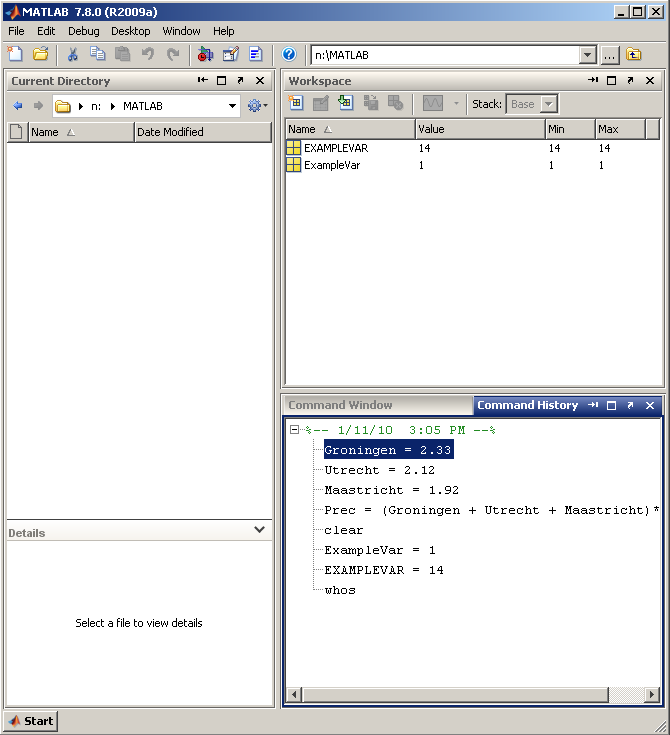 MATLAB 7.8.0 (R2009a)
File Edit Debug Desktop Window Help
n:\MATLAB ...
Current Directory
n: MATLAB
Name Date Modified
Details
Select a file to view details
Workspace
Stack: Base
Name Value Min Max
EXAMPLEVAR 14 14 14
ExampleVar 1 1 1
Command Window Command History
%-- 1/11/10 3:05 PM --%
Groningen = 2.33
Utrecht = 2.12
Maastricht = 1.92
Prec = (Groningen + Utrecht + Maastricht)*
clear
ExampleVar = 1
EXAMPLEVAR = 14
whos
Start